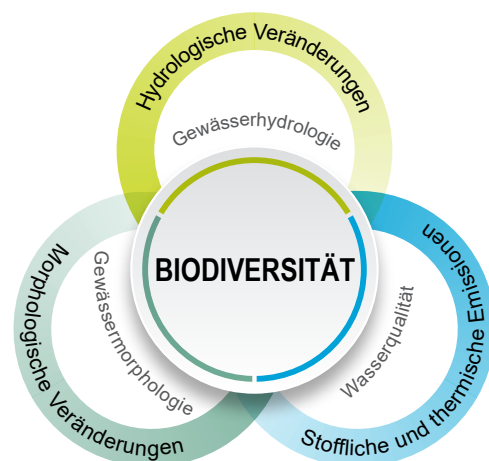 Hydrologische Veränderungen
Gewässerhydrologie
BIODIVERSITÄT
Morphologische Veränderungen
Gewässermorphologie
Wasserqualität
Stoffliche und thermische Emissionen